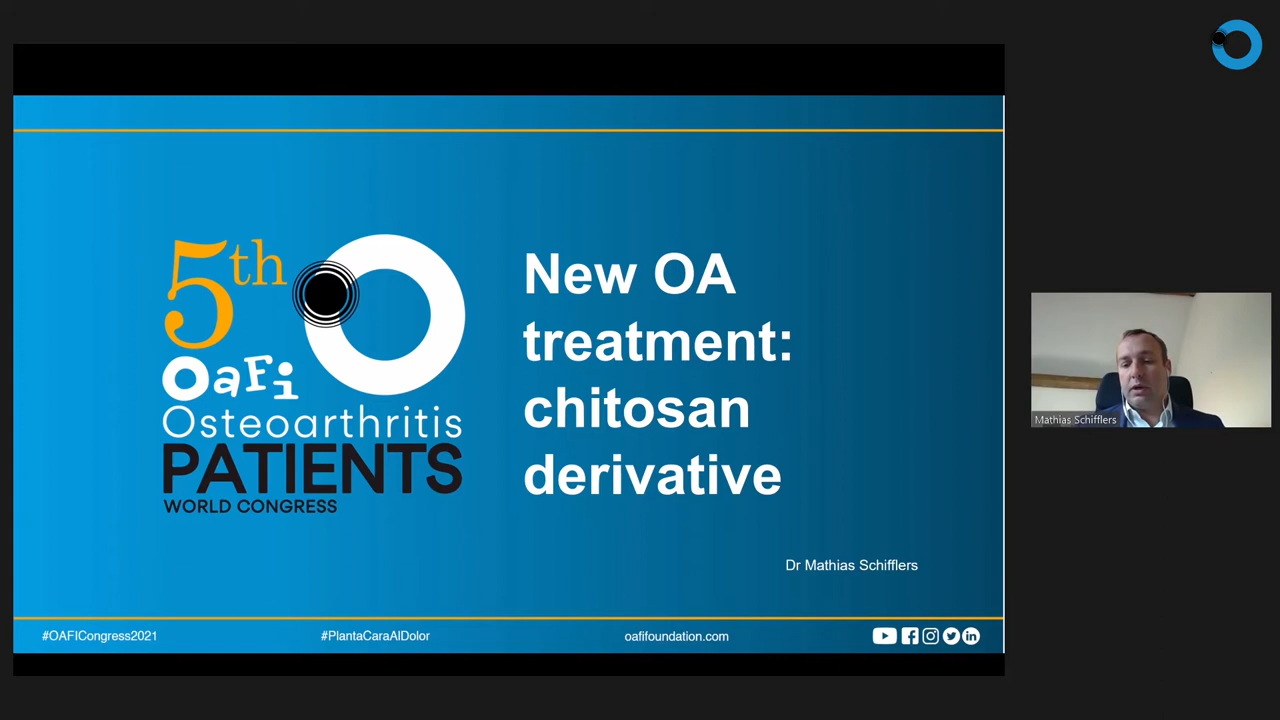 5th
OaFi
Osteoarthritis
PATIENTS
WORLD CONGRESS
New OA
treatment:
chitosan
derivative
Dr Mathias Schifflers
#OAFICongress2021
#PlantaCaraAlDolor
oafifoundation.com
Mathias Schifflers